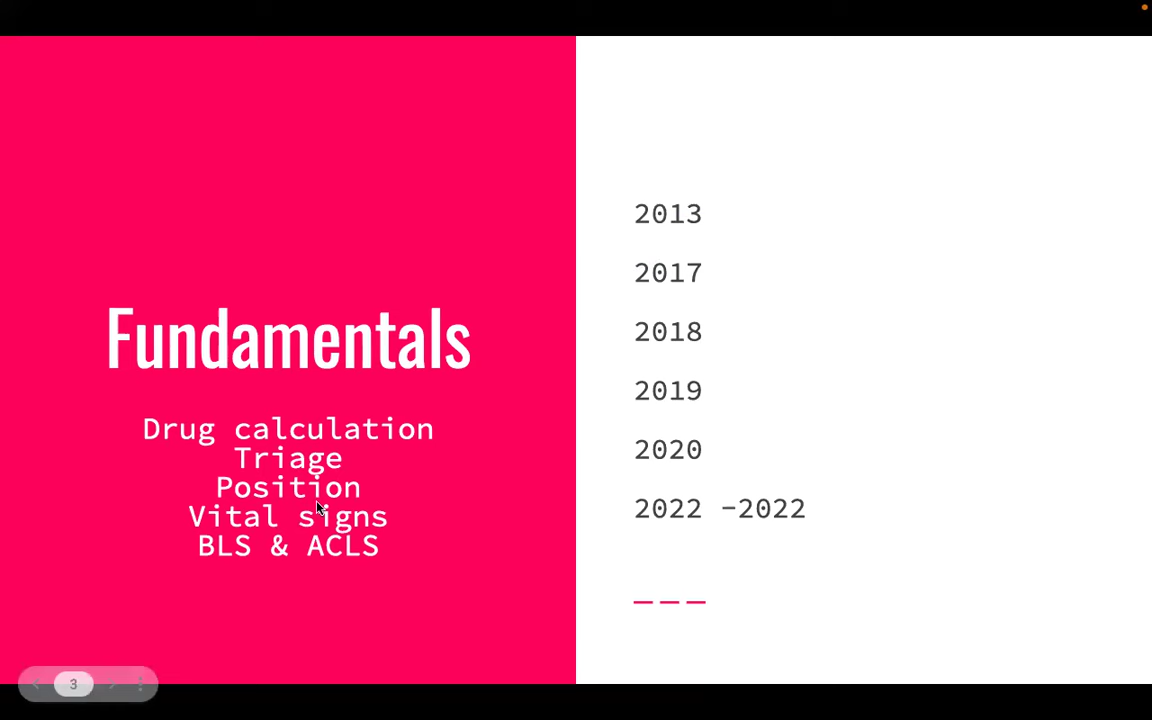 Fundamentals
Drug calculation
Triage
Position
Vital signs
BLS & ACLS
2013
2017
2018
2019
2020
2022 -2022
3